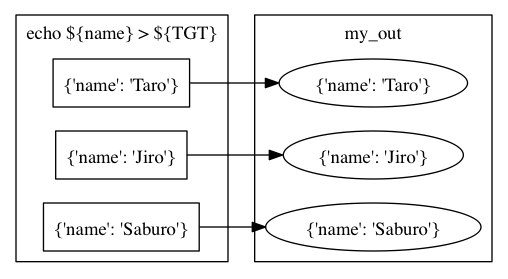 echo ${name} > ${TGT}
my_out
{'name': 'Taro'}
{'name': 'Taro'}
{'name': 'Jiro'}
{'name': 'Jiro'}
{'name': 'Saburo'}
{'name': 'Saburo'}